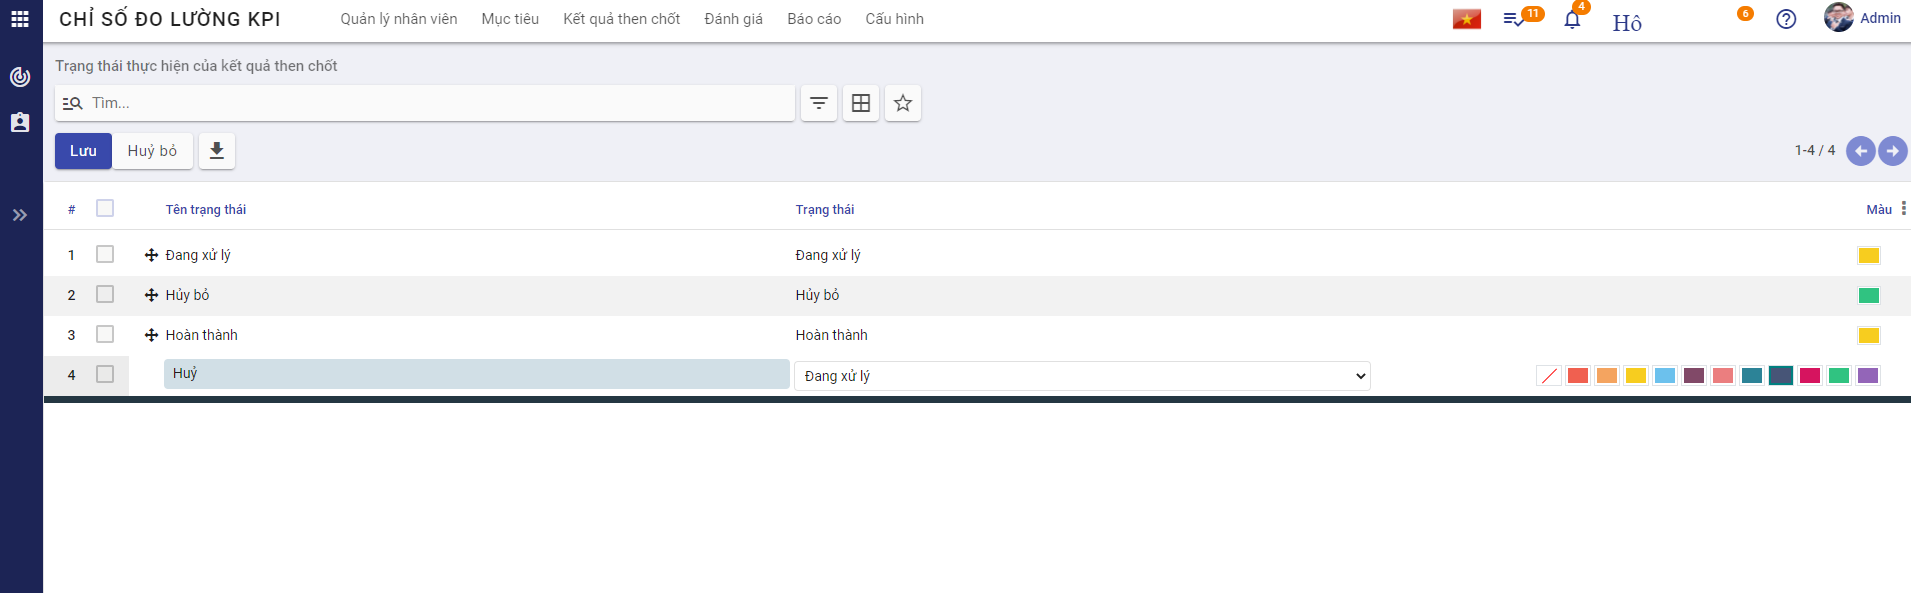 CHỈ SỐ ĐO LƯỜNG KPI Quản lý nhân viên Mục tiêu Kết quả then chốt Đánh giá Báo cáo Cấu hình 11 4 Hô 6 Admin
Trạng thái thực hiện của kết quả then chốt
Tìm...
Lưu Huỷ bỏ 1-4 / 4
# Tên trạng thái Trạng thái Màu
1 Đang xử lý Đang xử lý
2 Hủy bỏ Hủy bỏ
3 Hoàn thành Hoàn thành
4 Huỷ Đang xử lý